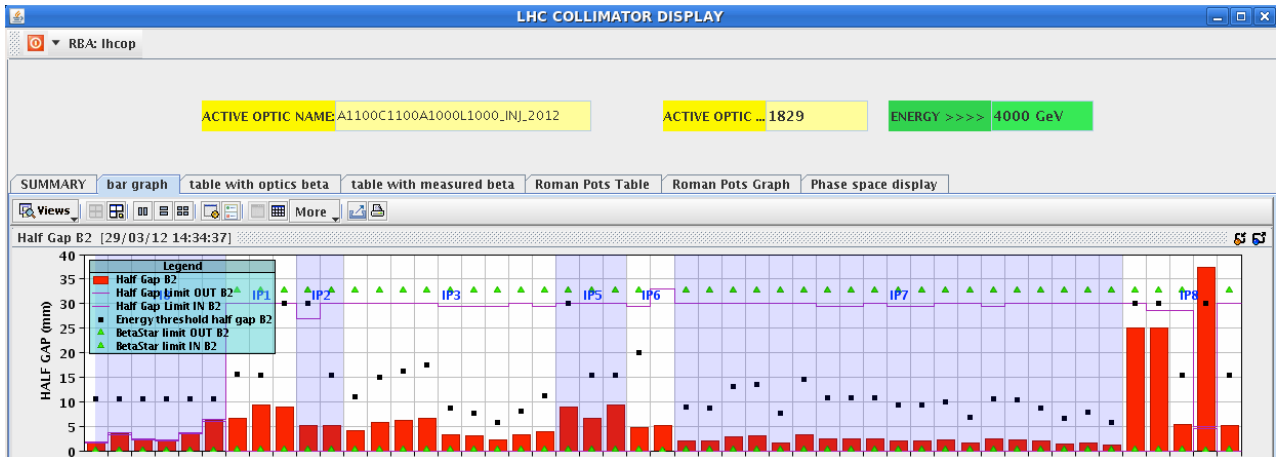 LHC COLLIMATOR DISPLAY
RBA: lhcop
ACTIVE OPTIC NAME: A1100C1100A1000L1000_INJ_2012 ACTIVE OPTIC ... 1829 ENERGY >>>> 4000 GeV
SUMMARY bar graph table with optics beta table with measured beta Roman Pots Table Roman Pots Graph Phase space display
Views More
Half Gap B2 [29/03/12 14:34:37]
HALF GAP (mm)
40
35
30
25
20
15
10
5
0
Legend
Half Gap B2
Half Gap Limit OUT B2
Half Gap Limit IN B2
Energy threshold half gap B2
BetaStar limit OUT B2
BetaStar limit IN B2
IP1 IP2 IP3 IP5 IP6 IP7 IP8